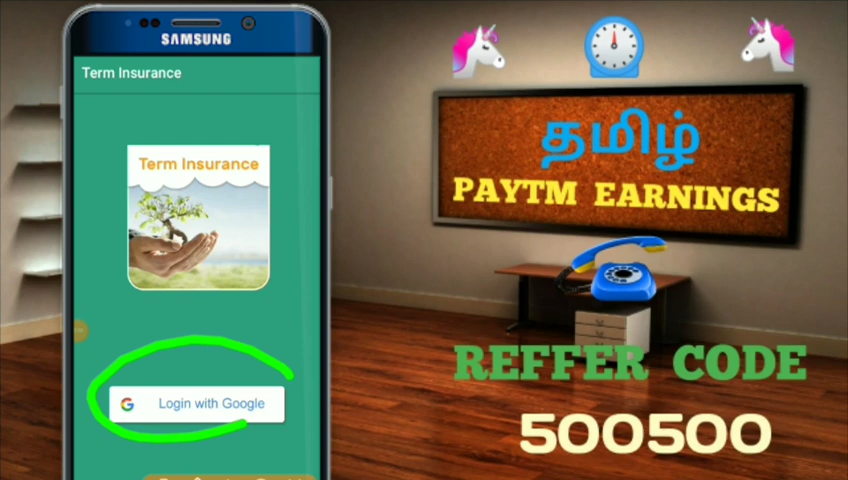 SAMSUNG
Term Insurance
Term Insurance
Login with Google
தமிழ்
PAYTM EARNINGS
REFFER CODE
500500